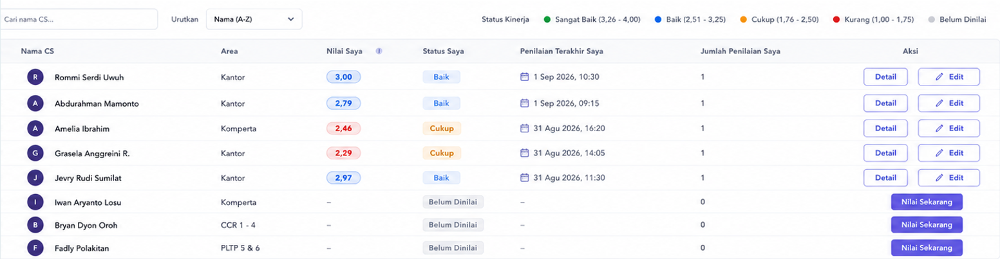 Cari nama CS... Urutkan Nama (A-Z) Status Kinerja Sangat Baik (3,26 - 4,00) Baik (2,51 - 3,25) Cukup (1,76 - 2,50) Kurang (1,00 - 1,75) Belum Dinilai
Nama CS Area Nilai Saya i Status Saya Penilaian Terakhir Saya Jumlah Penilaian Saya Aksi
R Rommi Serdi Uwuh Kantor 3,00 Baik 1 Sep 2026, 10:30 1 Detail Edit
A Abdurahman Mamonto Kantor 2,79 Baik 1 Sep 2026, 09:15 1 Detail Edit
A Amelia Ibrahim Komperta 2,46 Cukup 31 Agu 2026, 16:20 1 Detail Edit
G Grasela Anggreini R. Kantor 2,29 Cukup 31 Agu 2026, 14:05 1 Detail Edit
J Jevry Rudi Sumilat Kantor 2,97 Baik 31 Agu 2026, 11:30 1 Detail Edit
I Iwan Aryanto Losu Komperta – Belum Dinilai – 0 Nilai Sekarang
B Bryan Dyon Oroh CCR 1 - 4 – Belum Dinilai – 0 Nilai Sekarang
F Fadly Polakitan PLTP 5 & 6 – Belum Dinilai – 0 Nilai Sekarang